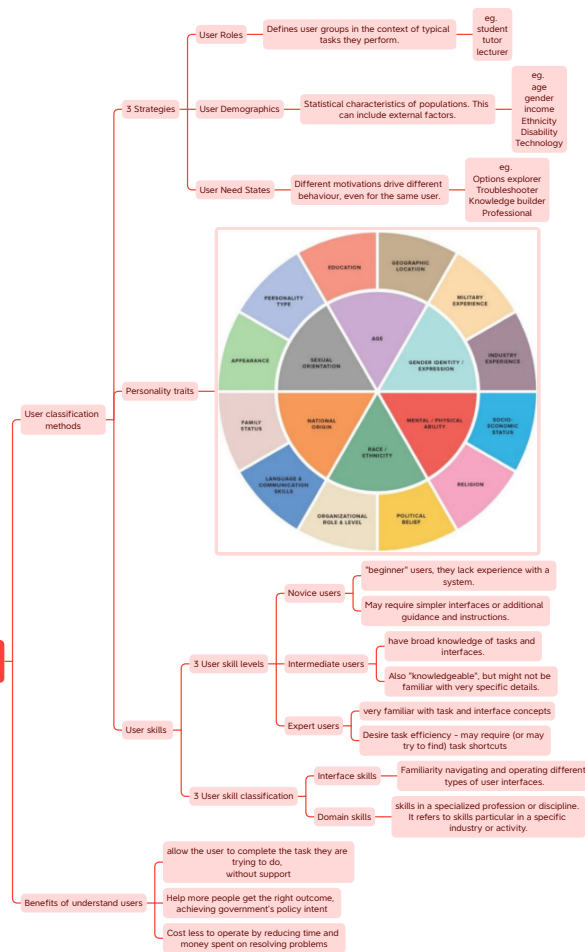 User classification
methods
3 Strategies
User Roles
Defines user groups in the context of typical
tasks they perform.
eg.
student
tutor
lecturer
User Demographics
Statistical characteristics of populations. This
can include external factors.
eg.
age
gender
income
Ethnicity
Disability
Technology
User Need States
Different motivations drive different
behaviour, even for the same user.
eg.
Options explorer
Troubleshooter
Knowledge builder
Professional
Personality traits
EDUCATION
GEOGRAPHIC
LOCATION
PERSONALITY
TYPE
MILITARY
EXPERIENCE
AGE
APPEARANCE
SEXUAL
ORIENTATION
GENDER IDENTITY /
EXPRESSION
INDUSTRY
EXPERIENCE
FAMILY
STATUS
NATIONAL
ORIGIN
MENTAL / PHYSICAL
ABILITY
SOCIO-
ECONOMIC
STATUS
RACE /
ETHNICITY
LANGUAGE &
COMMUNICATION
SKILLS
RELIGION
ORGANIZATIONAL
ROLE & LEVEL
POLITICAL
BELIEF
User skills
3 User skill levels
Novice users
"beginner" users, they lack experience with a
system.
May require simpler interfaces or additional
guidance and instructions.
Intermediate users
have broad knowledge of tasks and
interfaces.
Also "knowledgeable", but might not be
familiar with very specific details.
Expert users
very familiar with task and interface concepts
Desire task efficiency - may require (or may
try to find) task shortcuts
3 User skill classification
Interface skills
Familiarity navigating and operating different
types of user interfaces.
Domain skills
skills in a specialized profession or discipline.
It refers to skills particular in a specific
industry or activity.
Benefits of understand users
allow the user to complete the task they are
trying to do,
without support
Help more people get the right outcome,
achieving government's policy intent
Cost less to operate by reducing time and
money spent on resolving problems